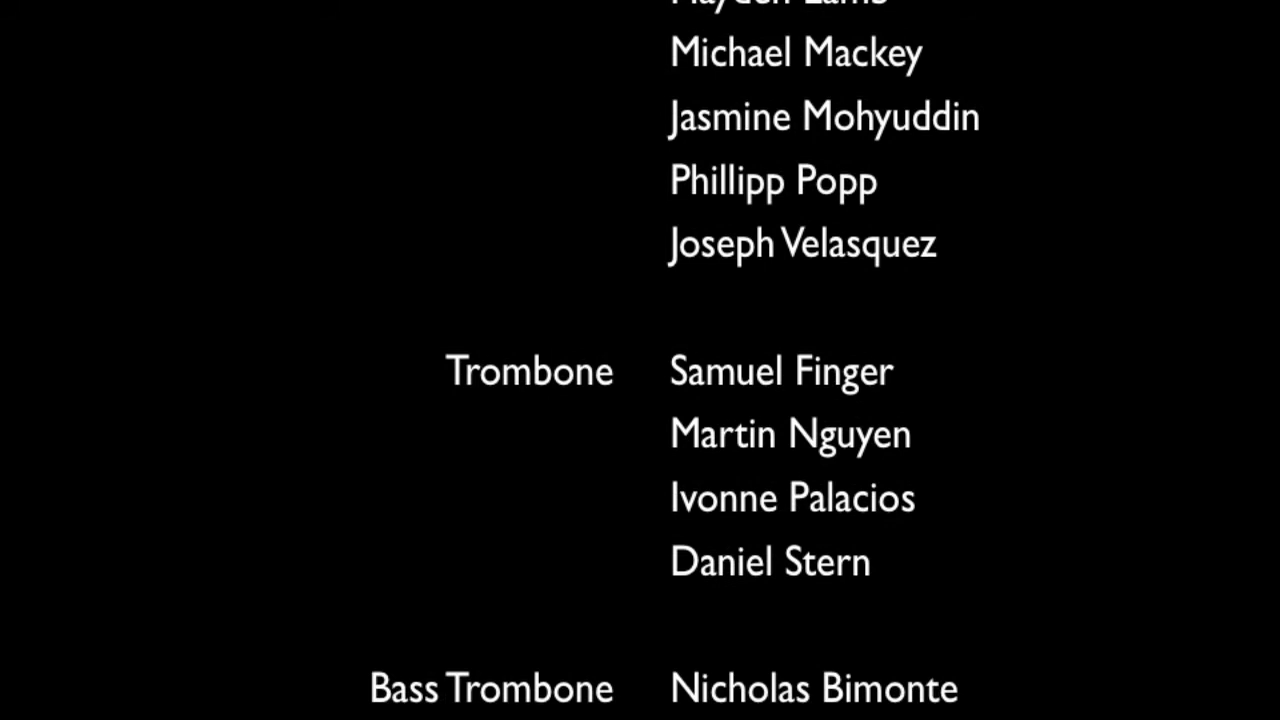 Michael Mackey
Jasmine Mohyuddin
Phillipp Popp
Joseph Velasquez
Trombone Samuel Finger
Martin Nguyen
Ivonne Palacios
Daniel Stern
Bass Trombone Nicholas Bimonte